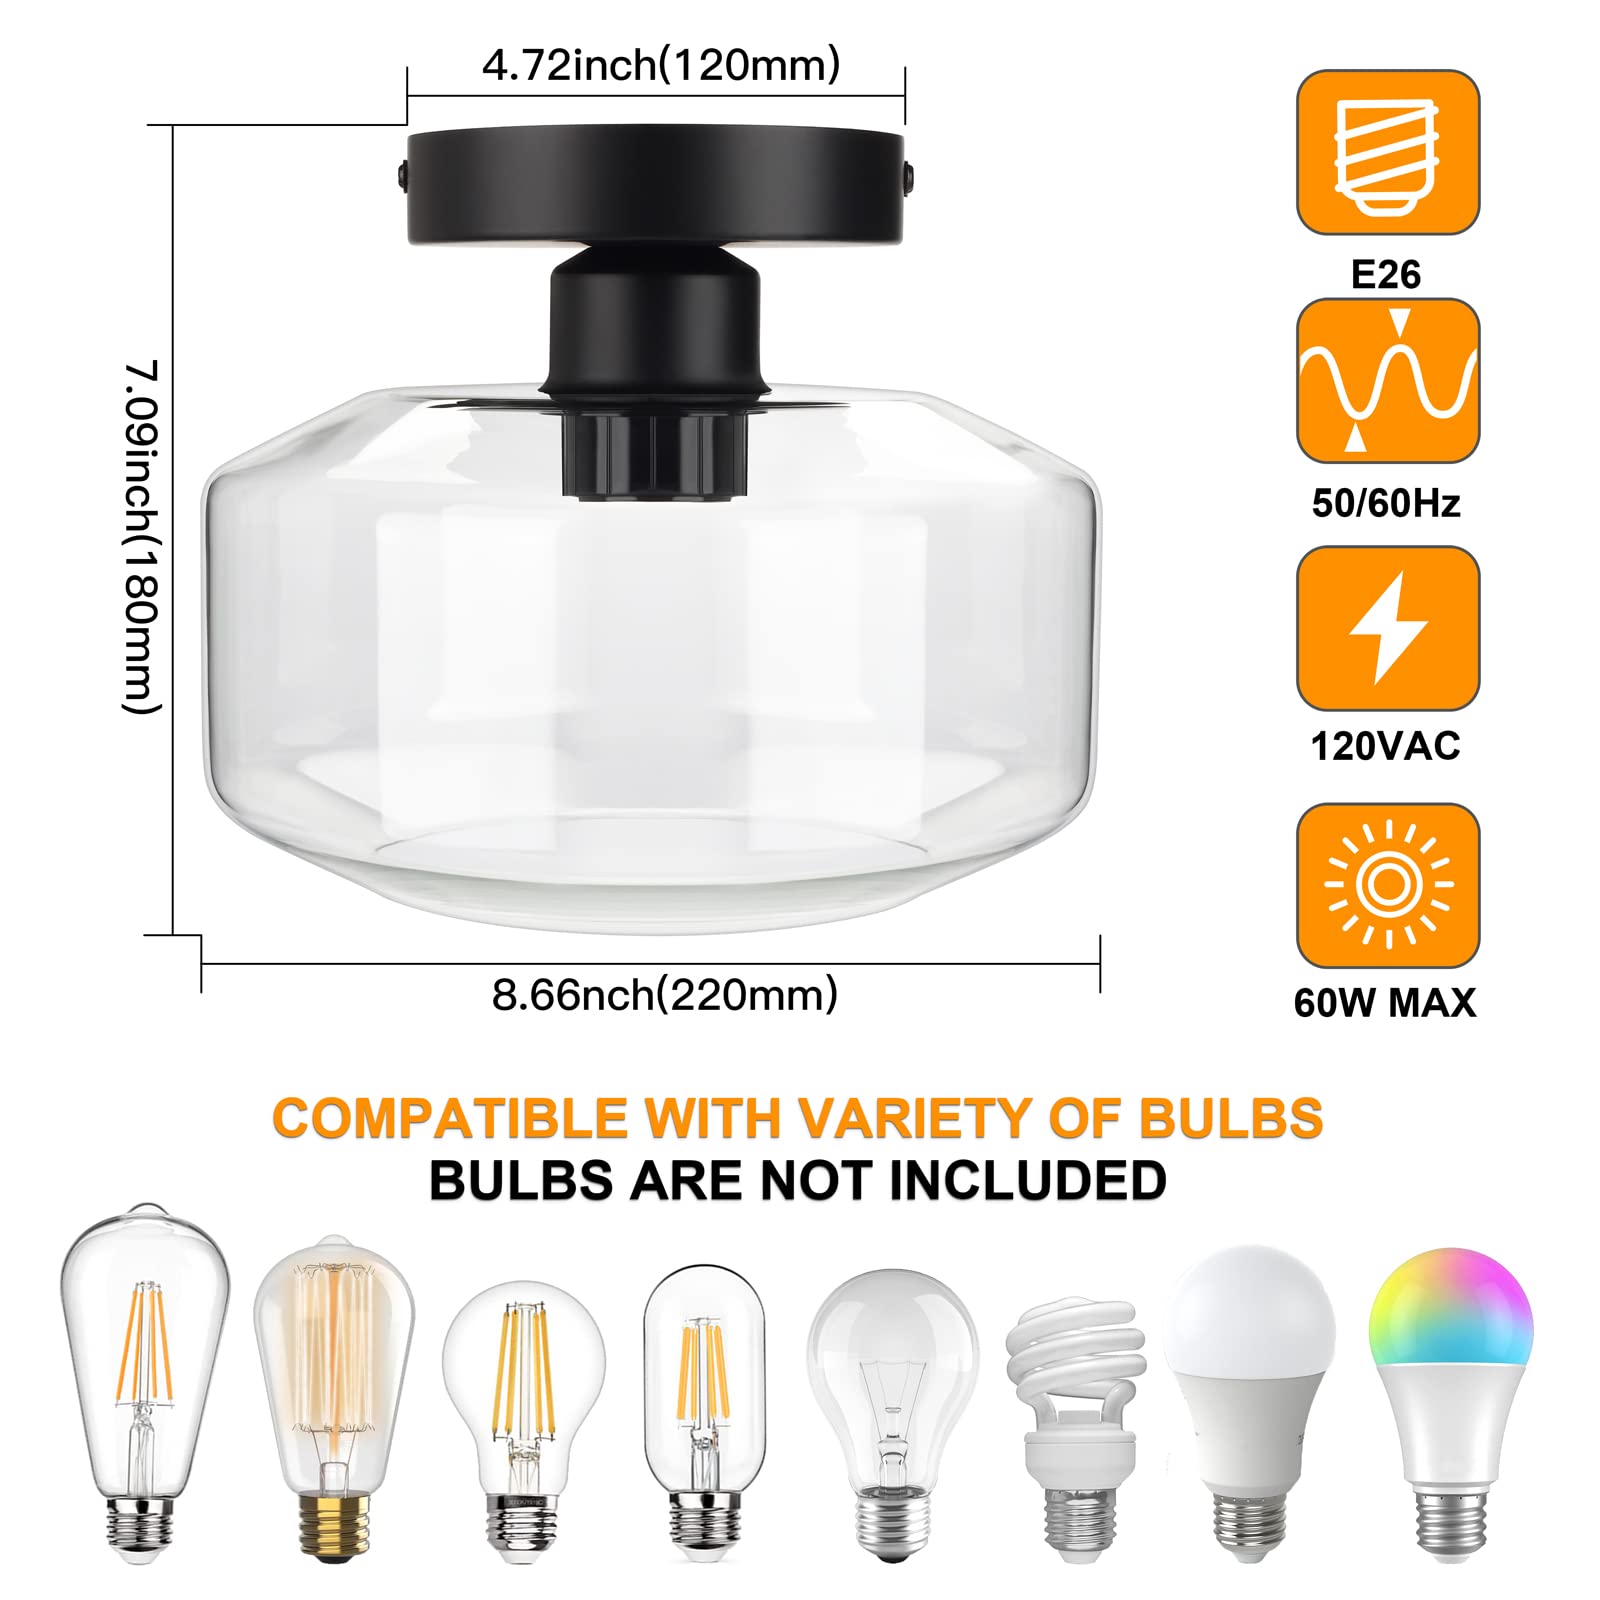 4.72inch(120mm)
7.09inch(180mm)
8.66nch(220mm)
E26
50/60Hz
120VAC
60W MAX
COMPATIBLE WITH VARIETY OF BULBS
BULBS ARE NOT INCLUDED